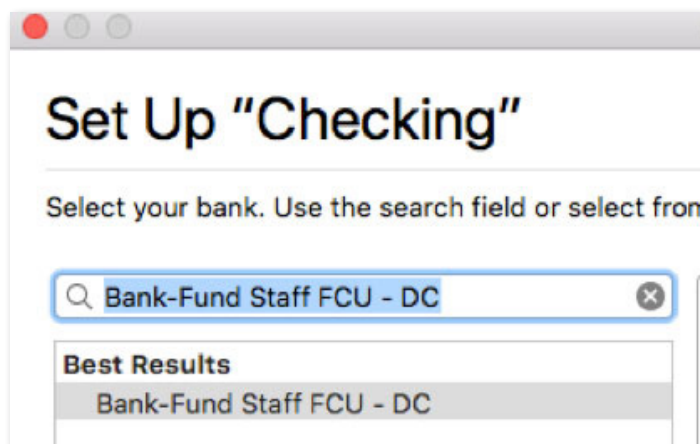 Set Up “Checking”
Select your bank. Use the search field or select from
Bank-Fund Staff FCU - DC
Best Results
Bank-Fund Staff FCU - DC